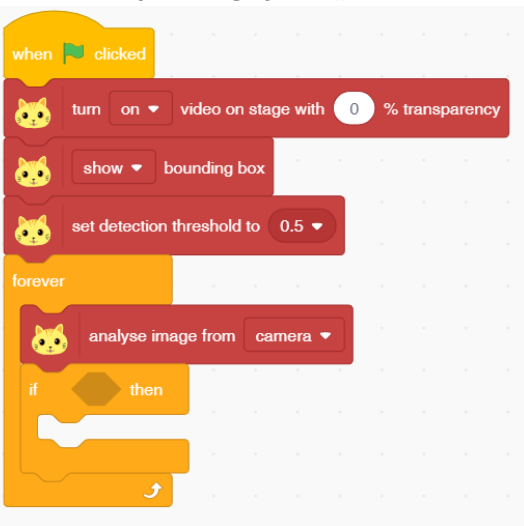 when clicked
turn on video on stage with 0 % transparency
show bounding box
set detection threshold to 0.5
forever
analyse image from camera
if then